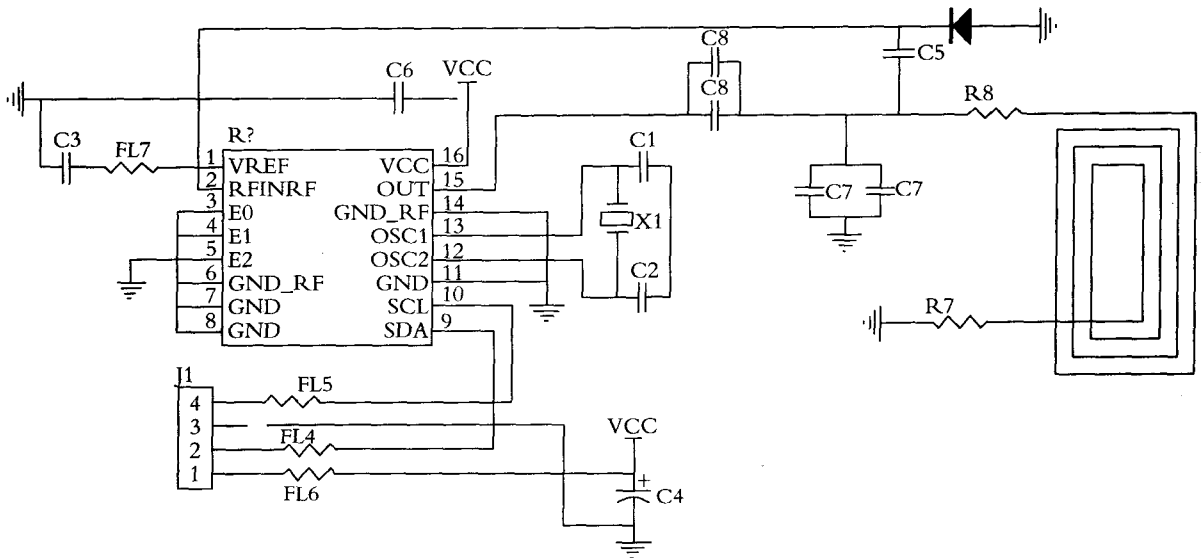 C8
C5
C6
VCC
C8
R8
C3
FL7
R?
C1
1
VREF
VCC
16
2
RFINRF
OUT
15
C7
C7
3
E0
GND_RF
14
4
E1
OSC1
13
X1
5
E2
OSC2
12
6
GND_RF
GND
11
C2
7
GND
SCL
10
8
GND
SDA
9
R7
J1
4
FL5
3
VCC
2
FL4
1
FL6
+
C4